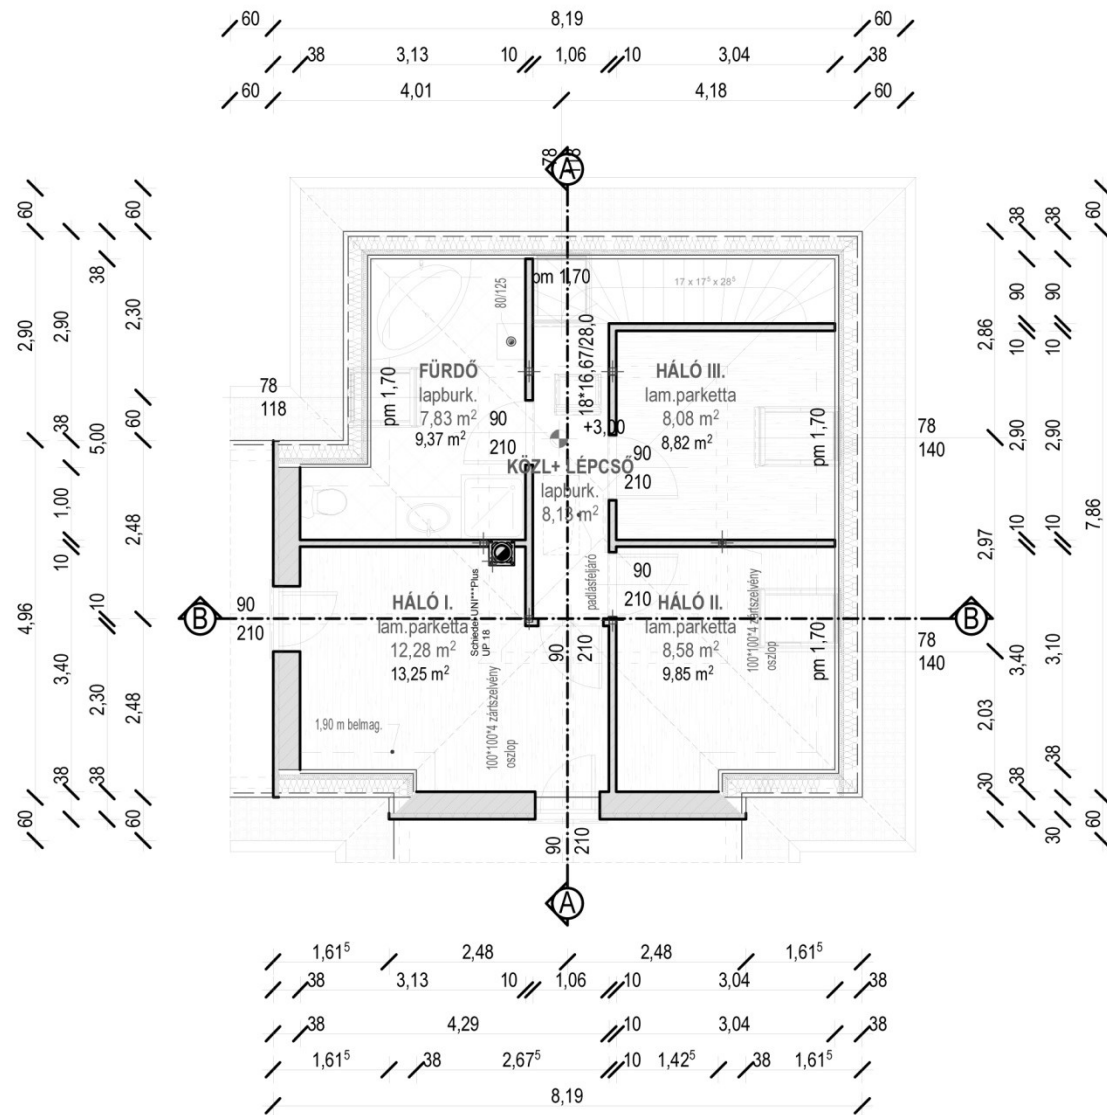 60 8,19 60
38 3,13 10 1,06 10 3,04 38
60 4,01 4,18 60
78
A
60 60
38 38 60
2,90 2,90 38 2,30
2,86 90 90
10 10
pm 1,70
80/125
17 x 17⁵ x 28⁵
18*16,67/28,0
FÜRDŐ
lapburk.
7,83 m²
9,37 m²
pm 1,70
90
210
HÁLÓ III.
lam.parketta
8,08 m²
8,82 m²
pm 1,70
+3,00
90
210
78
118
78
140
38 5,00 60
2,90 2,90 7,86
KÖZL+ LÉPCSŐ
lapburk.
8,13 m²
1,00 2,48
10
2,97 10 10
4,96 10
90
210
B
HÁLÓ I.
lam.parketta
12,28 m²
13,25 m²
Schiedel UNI***Plus
UP 18
padlásfeljáró
90
210
HÁLÓ II.
lam.parketta
8,58 m²
9,85 m²
100*100*4 zártszelvény
oszlop
pm 1,70
B
78
140
90
210
3,40 2,30 2,48
3,40 3,10
2,03
1,90 m belmag.
100*100*4 zártszelvény
oszlop
38 38
60 60
30 38 38
30 60
90
210
A
1,61⁵ 2,48 2,48 1,61⁵
38 3,13 10 1,06 10 3,04 38
38 4,29 10 3,04 38
1,61⁵ 38 2,67⁵ 10 1,42⁵ 38 1,61⁵
8,19